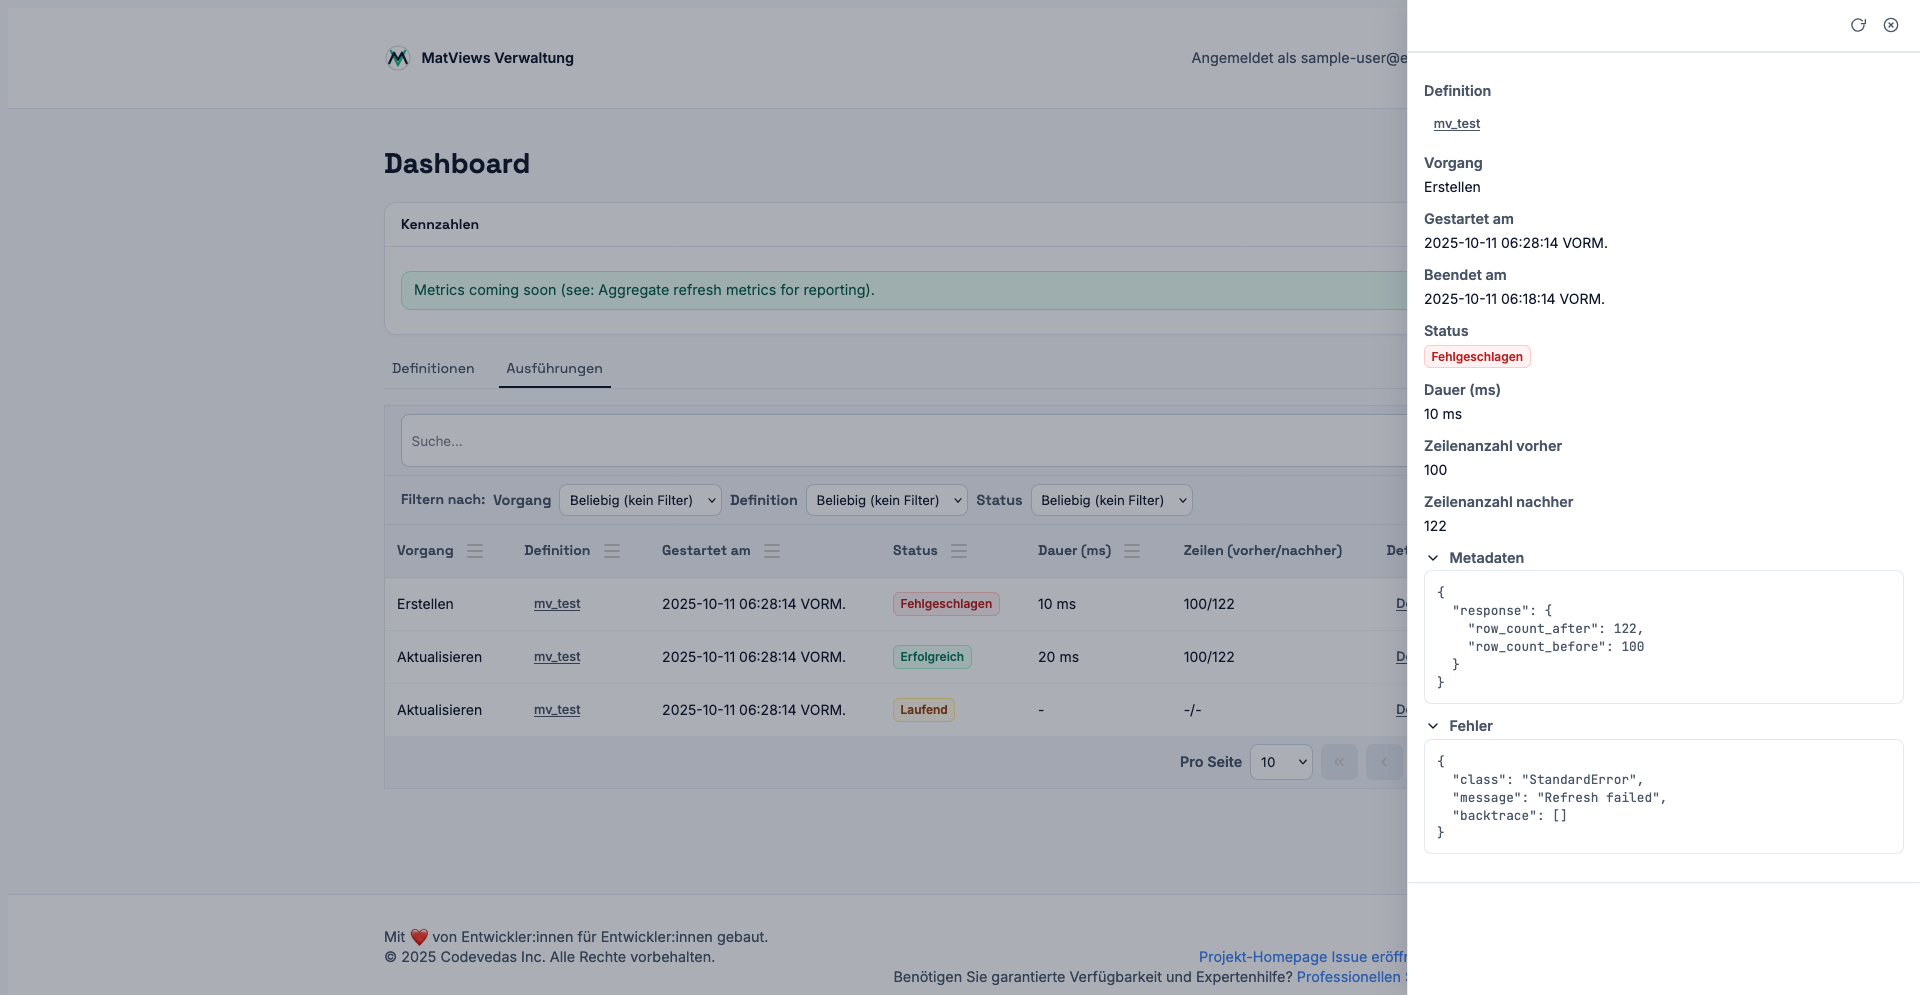 MatViews Verwaltung
Angemeldet als sample-user@e
Dashboard
Kennzahlen
Metrics coming soon (see: Aggregate refresh metrics for reporting).
Definitionen Ausführungen
Suche...
Filtern nach: Vorgang Beliebig (kein Filter) Definition Beliebig (kein Filter) Status Beliebig (kein Filter)
Vorgang Definition Gestartet am Status Dauer (ms) Zeilen (vorher/nachher) Det
Erstellen mv_test 2025-10-11 06:28:14 VORM. Fehlgeschlagen 10 ms 100/122 De
Aktualisieren mv_test 2025-10-11 06:28:14 VORM. Erfolgreich 20 ms 100/122 De
Aktualisieren mv_test 2025-10-11 06:28:14 VORM. Laufend - -/- De
Pro Seite 10 « ‹
Mit ❤️ von Entwickler:innen für Entwickler:innen gebaut.
© 2025 Codevedas Inc. Alle Rechte vorbehalten.
Projekt-Homepage Issue eröffn
Benötigen Sie garantierte Verfügbarkeit und Expertenhilfe? Professionellen S
Definition
mv_test
Vorgang
Erstellen
Gestartet am
2025-10-11 06:28:14 VORM.
Beendet am
2025-10-11 06:18:14 VORM.
Status
Fehlgeschlagen
Dauer (ms)
10 ms
Zeilenanzahl vorher
100
Zeilenanzahl nachher
122
Metadaten
{
"response": {
"row_count_after": 122,
"row_count_before": 100
}
}
Fehler
{
"class": "StandardError",
"message": "Refresh failed",
"backtrace": []
}